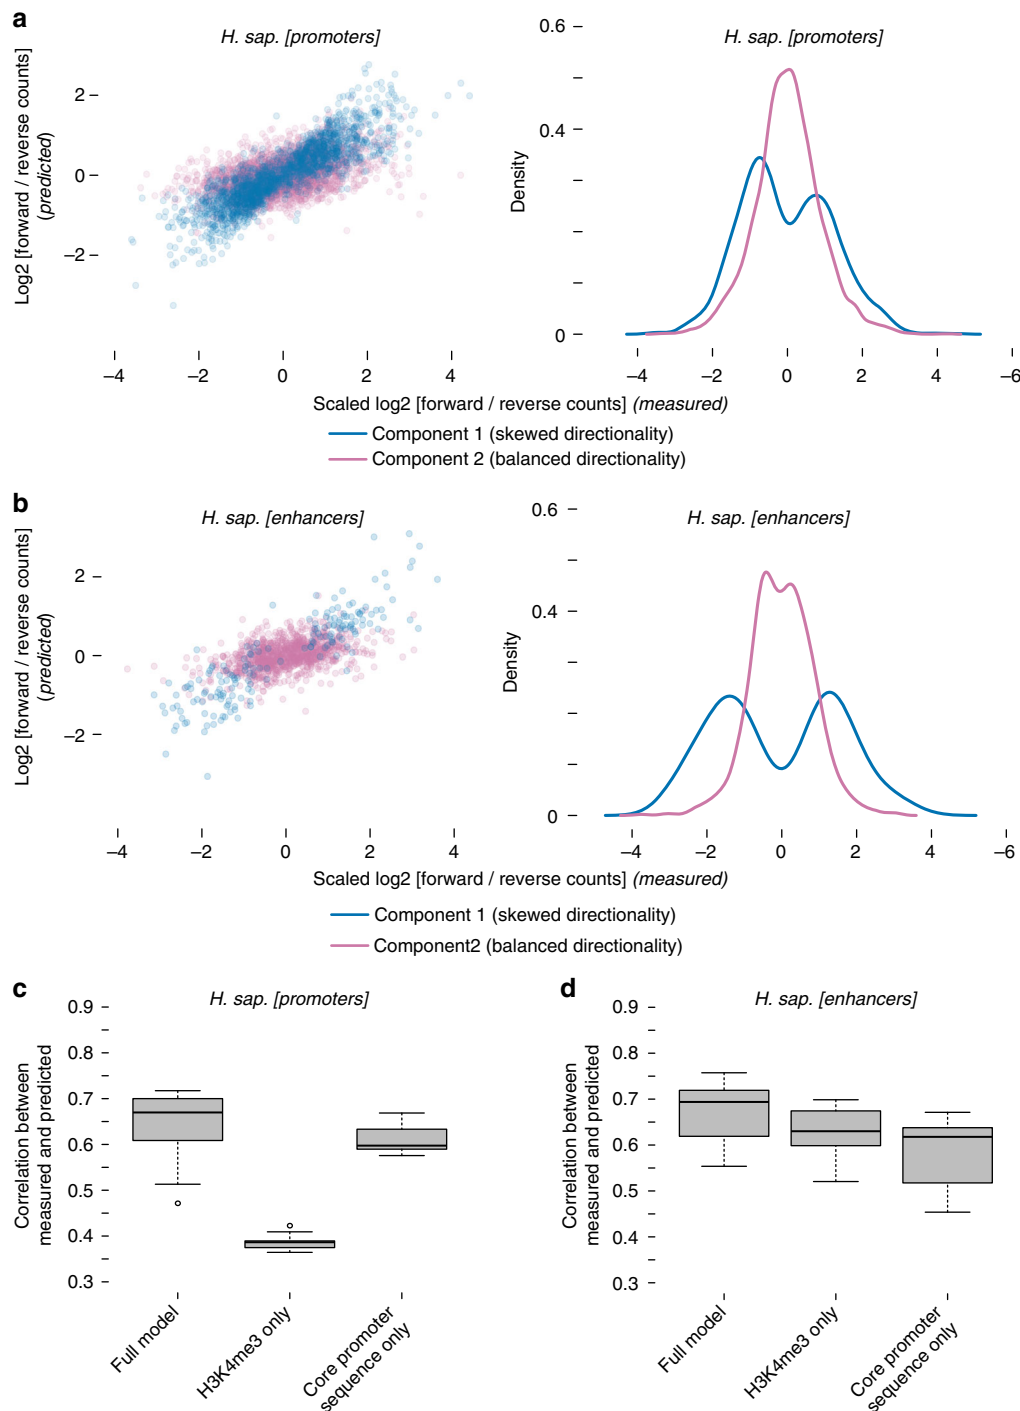 a
H. sap. [promoters]
Log2 [forward / reverse counts]
(predicted)
2
0
–2
–4
–2
0
2
4
H. sap. [promoters]
Density
0.6
0.4
0
–4
–2
0
2
4
–6
Scaled log2 [forward / reverse counts] (measured)
Component 1 (skewed directionality)
Component 2 (balanced directionality)
b
H. sap. [enhancers]
Log2 [forward / reverse counts]
(predicted)
2
0
–2
–4
–2
0
2
4
H. sap. [enhancers]
Density
0.6
0.4
0
–4
–2
0
2
4
–6
Scaled log2 [forward / reverse counts] (measured)
Component 1 (skewed directionality)
Component2 (balanced directionality)
c
H. sap. [promoters]
Correlation between
measured and predicted
0.9
0.8
0.7
0.6
0.5
0.4
0.3
Full model
H3K4me3 only
Core promoter
sequence only
d
H. sap. [enhancers]
Correlation between
measured and predicted
0.9
0.8
0.7
0.6
0.5
0.4
0.3
Full model
H3K4me3 only
Core promoter
sequence only